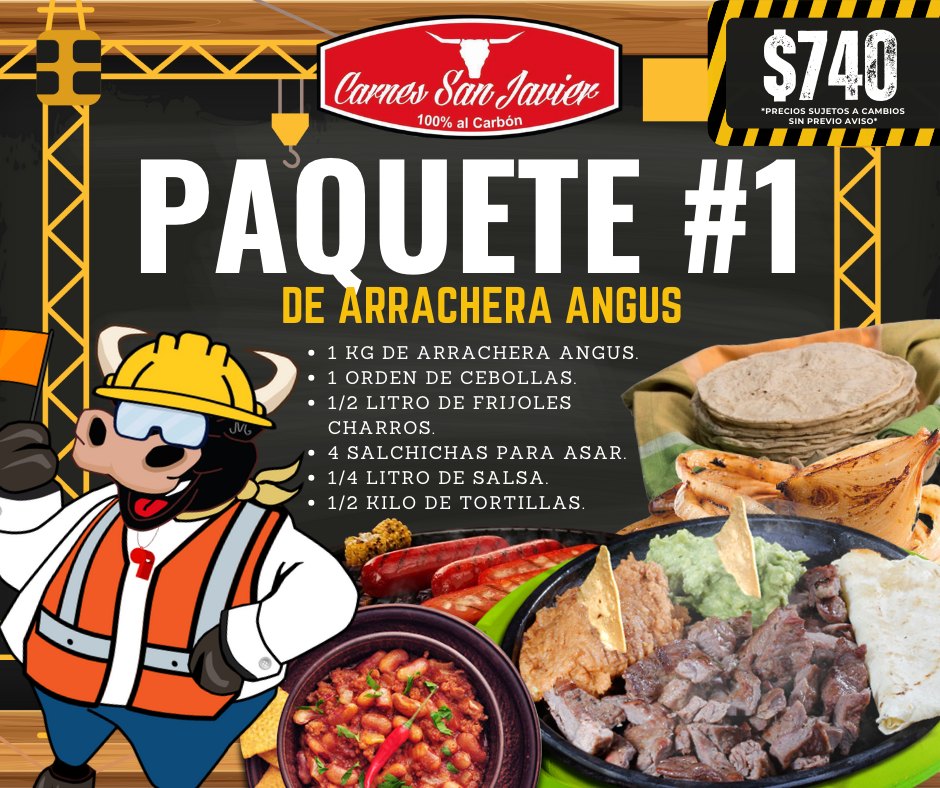 Carnes San Javier
100% al Carbón
$740
*PRECIOS SUJETOS A CAMBIOS
SIN PREVIO AVISO*
PAQUETE #1
DE ARRACHERA ANGUS
• 1 KG DE ARRACHERA ANGUS.
• 1 ORDEN DE CEBOLLAS.
• 1/2 LITRO DE FRIJOLES
CHARROS.
• 4 SALCHICHAS PARA ASAR.
• 1/4 LITRO DE SALSA.
• 1/2 KILO DE TORTILLAS.